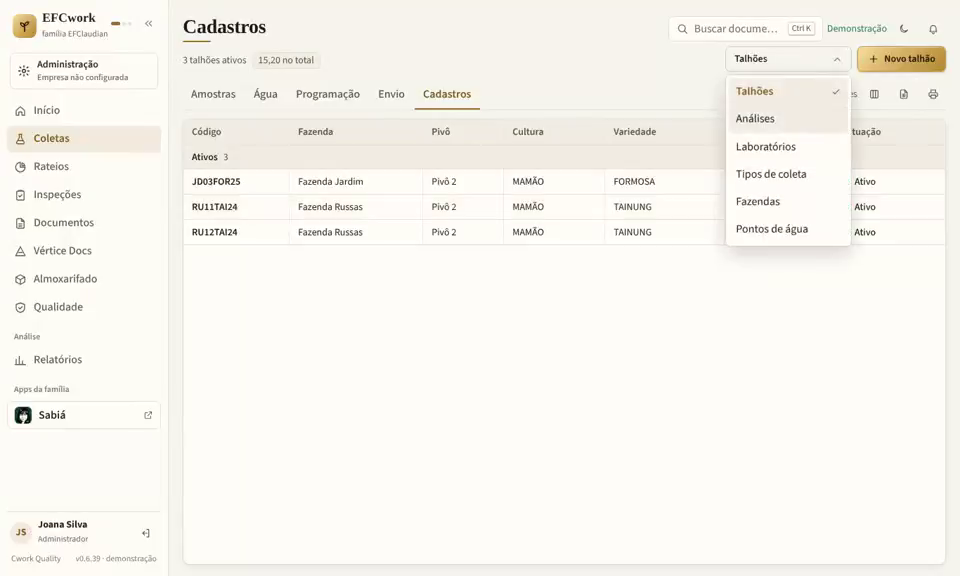 EFCwork
família EFClaudian
Administração
Empresa não configurada
Início
Coletas
Rateios
Inspeções
Documentos
Vértice Docs
Almoxarifado
Qualidade
Análise
Relatórios
Apps da família
Sabiá
JS
Joana Silva
Administrador
Cwork Quality
v0.6.39 · demonstração
Cadastros
Buscar docume… Ctrl K
Demonstração
3 talhões ativos 15,20 no total
Talhões
Novo talhão
Amostras Água Programação Envio Cadastros
Talhões
Análises
Laboratórios
Tipos de coleta
Fazendas
Pontos de água
Código Fazenda Pivô Cultura Variedade
Ativos 3
JD03FOR25 Fazenda Jardim Pivô 2 MAMÃO FORMOSA Ativo
RU11TAI24 Fazenda Russas Pivô 2 MAMÃO TAINUNG Ativo
RU12TAI24 Fazenda Russas Pivô 2 MAMÃO TAINUNG Ativo